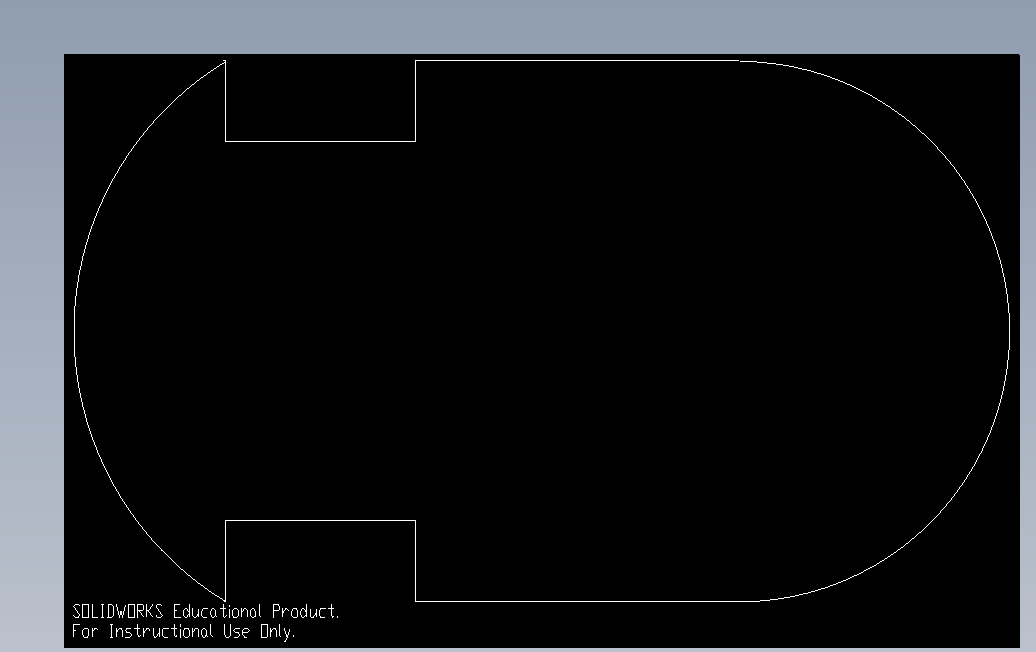 SOLIDWORKS Educational Product.
For Instructional Use Only.